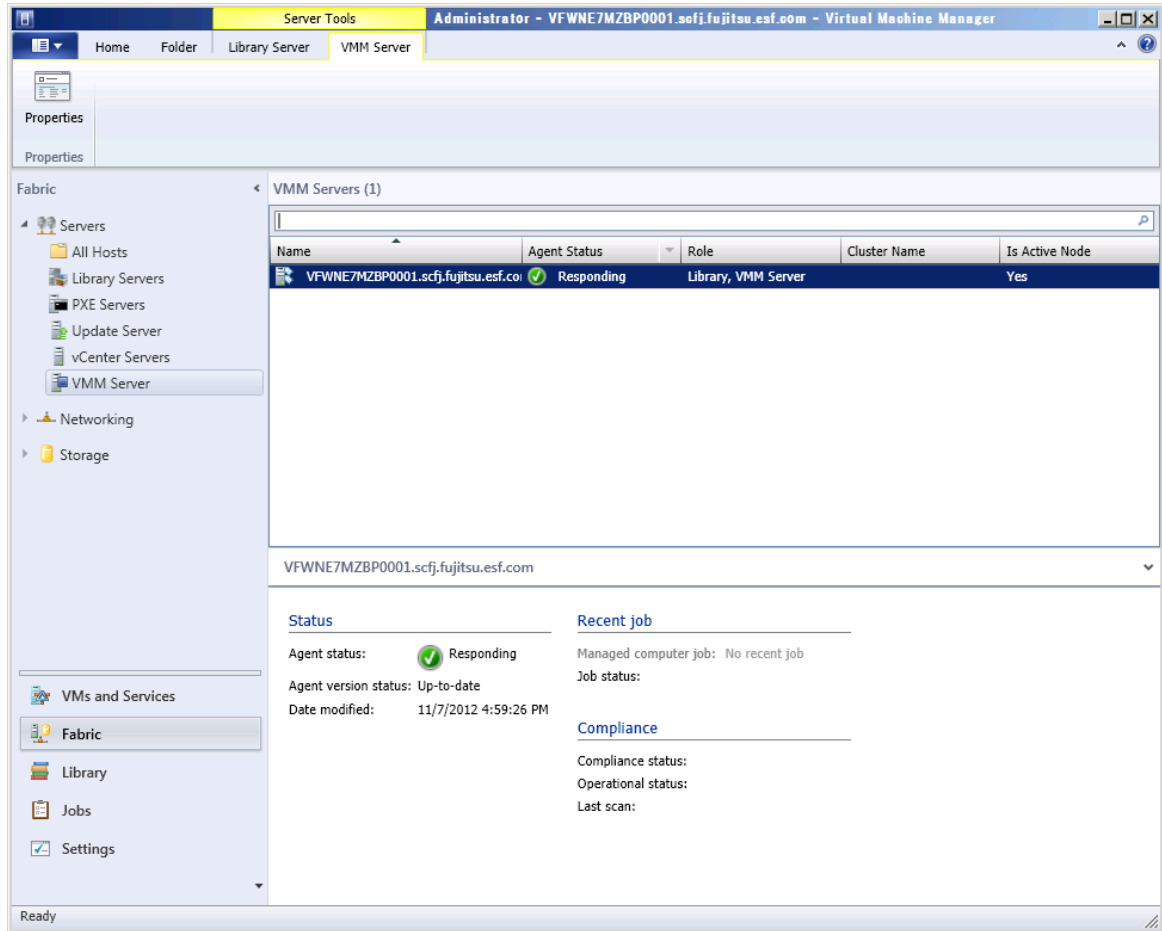 Server Tools
Administrator - VFWNE7MZBP0001.scfj.fujitsu.esf.com - Virtual Machine Manager
Home Folder Library Server VMM Server
Properties
Properties
Fabric
VMM Servers (1)
Servers
All Hosts
Library Servers
PXE Servers
Update Server
vCenter Servers
VMM Server
Networking
Storage
Name Agent Status Role Cluster Name Is Active Node
VFWNE7MZBP0001.scfj.fujitsu.esf.coı Responding Library, VMM Server Yes
VFWNE7MZBP0001.scfj.fujitsu.esf.com
Status
Agent status: Responding
Agent version status: Up-to-date
Date modified: 11/7/2012 4:59:26 PM
Recent job
Managed computer job: No recent job
Job status:
Compliance
Compliance status:
Operational status:
Last scan:
VMs and Services
Fabric
Library
Jobs
Settings
Ready